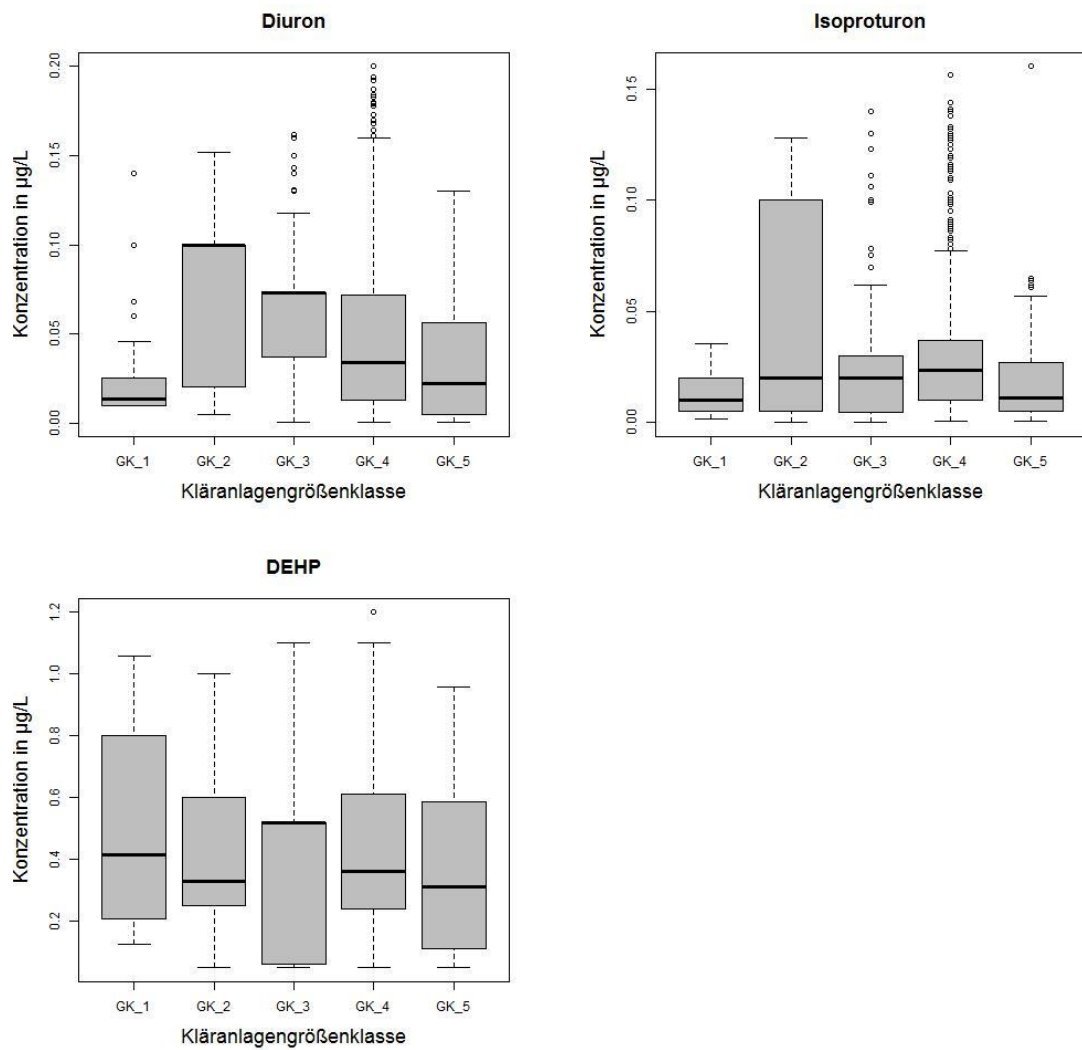 Diuron
Konzentration in µg/L
0.20
0.15
0.10
0.05
0.00
GK_1 GK_2 GK_3 GK_4 GK_5
Kläranlagengrößenklasse
Isoproturon
Konzentration in µg/L
0.15
0.10
0.05
0.00
GK_1 GK_2 GK_3 GK_4 GK_5
Kläranlagengrößenklasse
DEHP
Konzentration in µg/L
1.2
1.0
0.8
0.6
0.4
0.2
GK_1 GK_2 GK_3 GK_4 GK_5
Kläranlagengrößenklasse